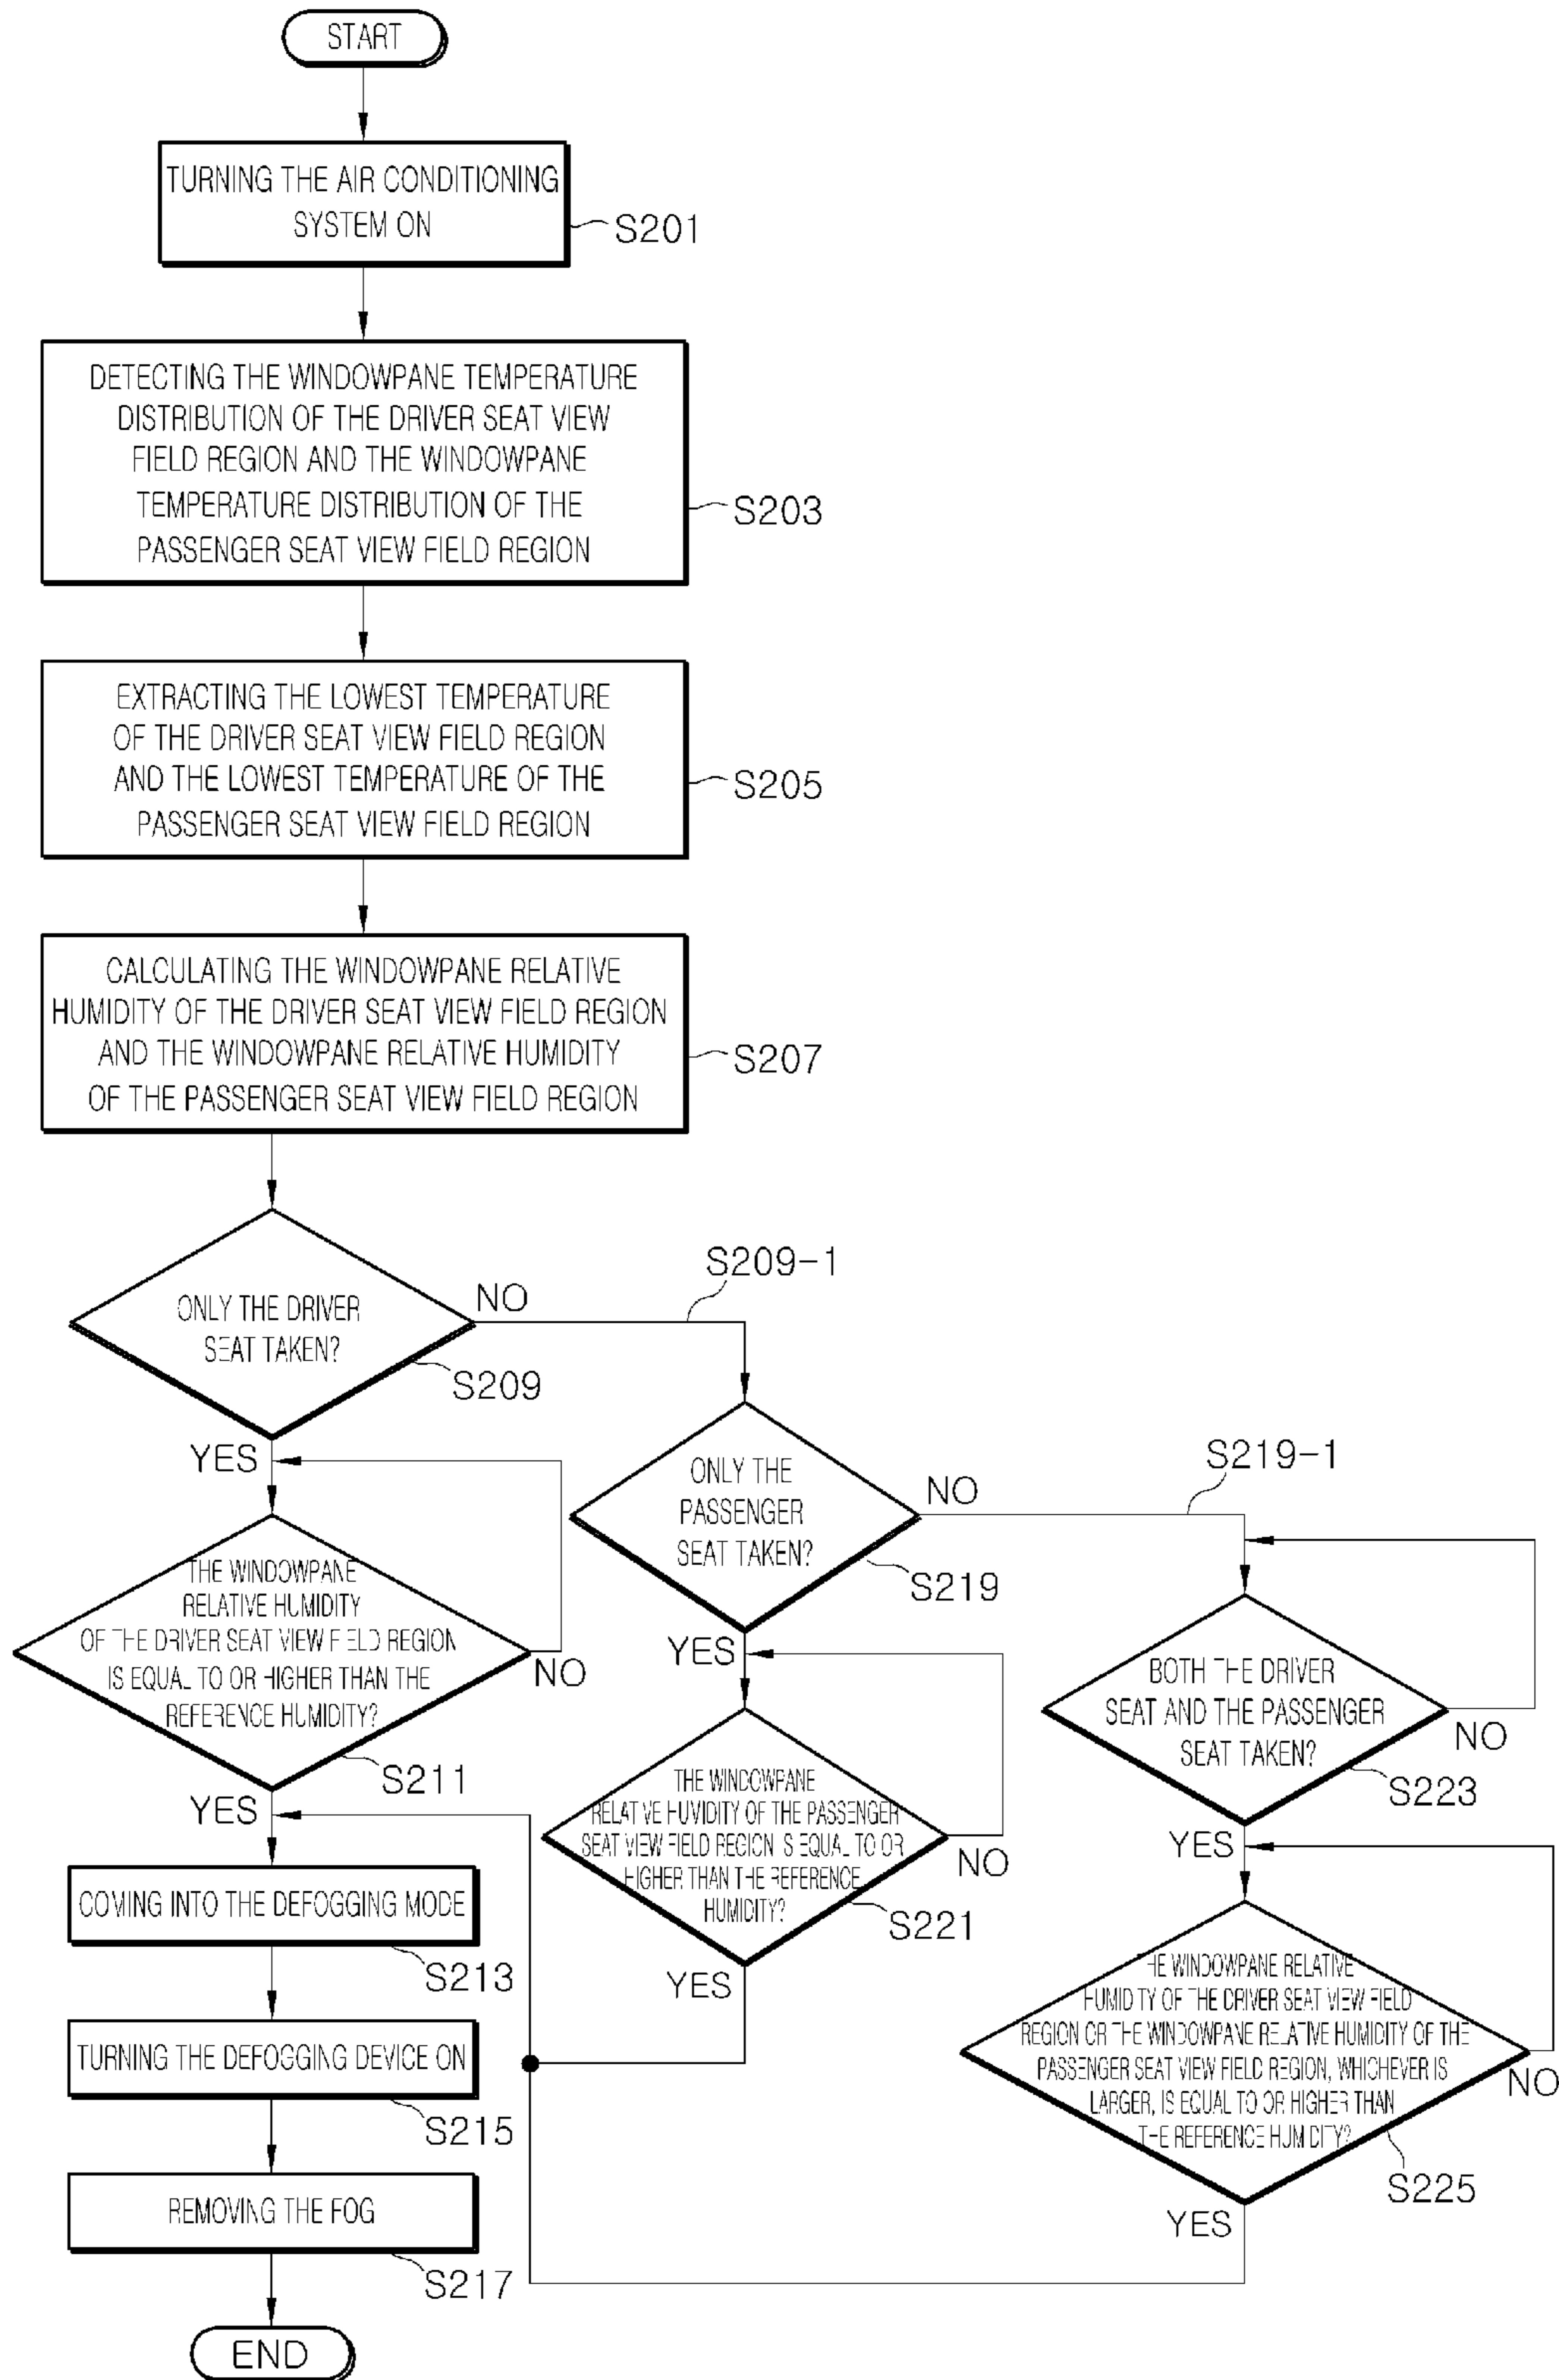 START
TURNING THE AIR CONDITIONING
SYSTEM ON
S201
DETECTING THE WINDOWPANE TEMPERATURE
DISTRIBUTION OF THE DRIVER SEAT VIEW
FIELD REGION AND THE WINDOWPANE
TEMPERATURE DISTRIBUTION OF THE
PASSENGER SEAT VIEW FIELD REGION
S203
EXTRACTING THE LOWEST TEMPERATURE
OF THE DRIVER SEAT VIEW FIELD REGION
AND THE LOWEST TEMPERATURE OF THE
PASSENGER SEAT VIEW FIELD REGION
S205
CALCULATING THE WINDOWPANE RELATIVE
HUMIDITY OF THE DRIVER SEAT VIEW FIELD REGION
AND THE WINDOWPANE RELATIVE HUMIDITY
OF THE PASSENGER SEAT VIEW FIELD REGION
S207
ONLY THE DRIVER
SEAT TAKEN?
S209
NO
S209-1
YES
THE WINDOWPANE
RELATIVE HUMIDITY
OF THE DRIVER SEAT VIEW FIELD REGION
IS EQUAL TO OR HIGHER THAN THE
REFERENCE HUMIDITY?
NO
S211
YES
COMING INTO THE DEFOGGING MODE
S213
TURNING THE DEFOGGING DEVICE ON
S215
REMOVING THE FOG
S217
END
ONLY THE
PASSENGER
SEAT TAKEN?
S219
NO
S219-1
YES
THE WINDOWPANE
RELATIVE HUMIDITY OF THE PASSENGER
SEAT VIEW FIELD REGION IS EQUAL TO OR
HIGHER THAN THE REFERENCE
HUMIDITY?
NO
S221
YES
BOTH THE DRIVER
SEAT AND THE PASSENGER
SEAT TAKEN?
NO
S223
YES
THE WINDOWPANE RELATIVE
HUMIDITY OF THE DRIVER SEAT VIEW FIELD
REGION OR THE WINDOWPANE RELATIVE HUMIDITY OF THE
PASSENGER SEAT VIEW FIELD REGION, WHICHEVER IS
LARGER, IS EQUAL TO OR HIGHER THAN
THE REFERENCE HUMIDITY?
NO
S225
YES